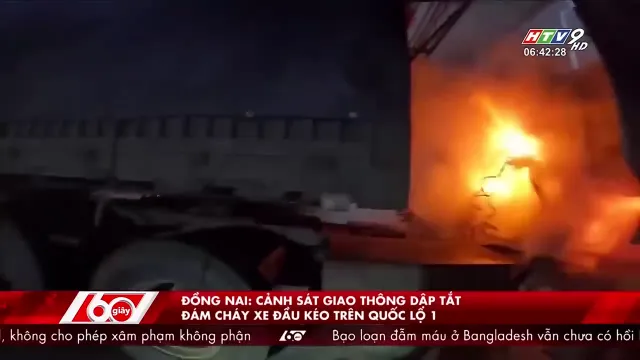 HTV9 HD
06:42:28
ĐỒNG NAI: CẢNH SÁT GIAO THÔNG DẬP TẮT
ĐÁM CHÁY XE ĐẦU KÉO TRÊN QUỐC LỘ 1
60 giây
, không cho phép xâm phạm không phận 60 Bạo loạn đẫm máu ở Bangladesh vẫn chưa có hồi